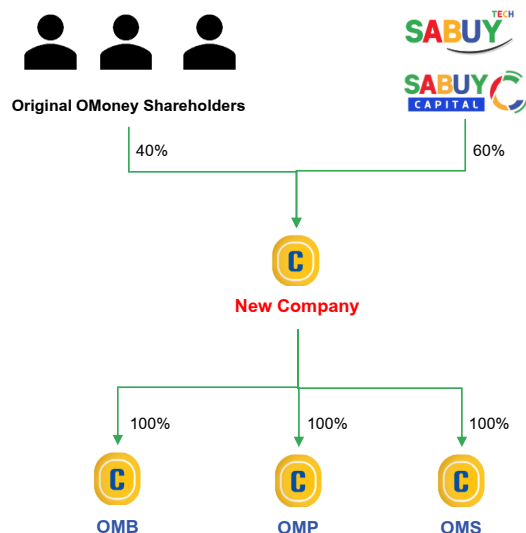 TECH
SABUY
SABUY C
CAPITAL
Original OMoney Shareholders
40%
60%
C
New Company
100%
100%
100%
C
C
C
OMB
OMP
OMS